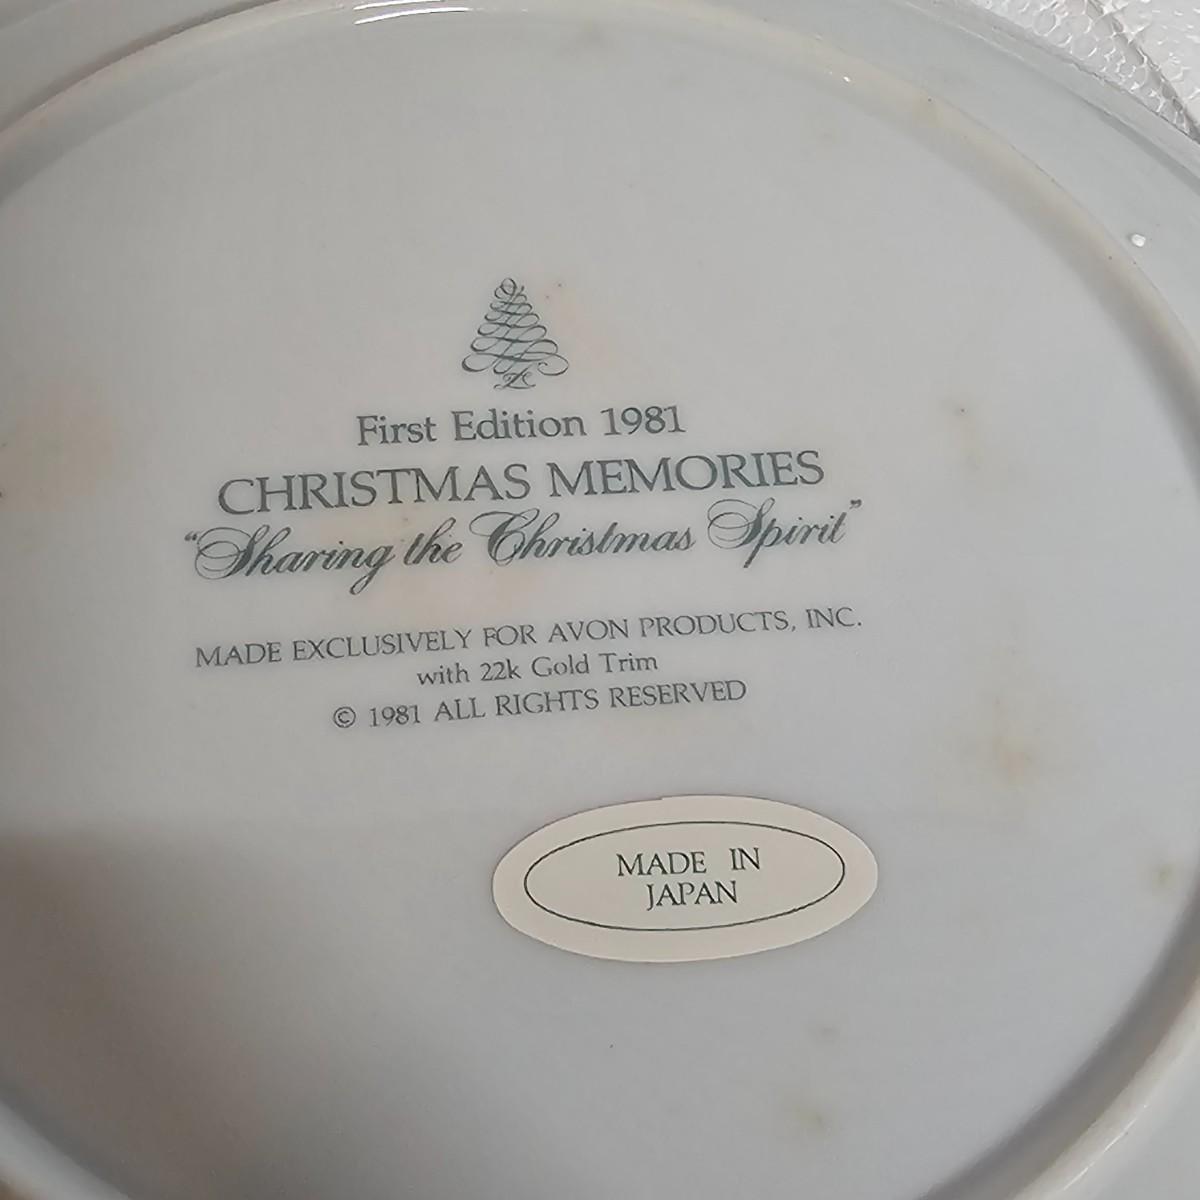 First Edition 1981
CHRISTMAS MEMORIES
“Sharing the Christmas Spirit”
MADE EXCLUSIVELY FOR AVON PRODUCTS, INC.
with 22k Gold Trim
© 1981 ALL RIGHTS RESERVED
MADE IN
JAPAN